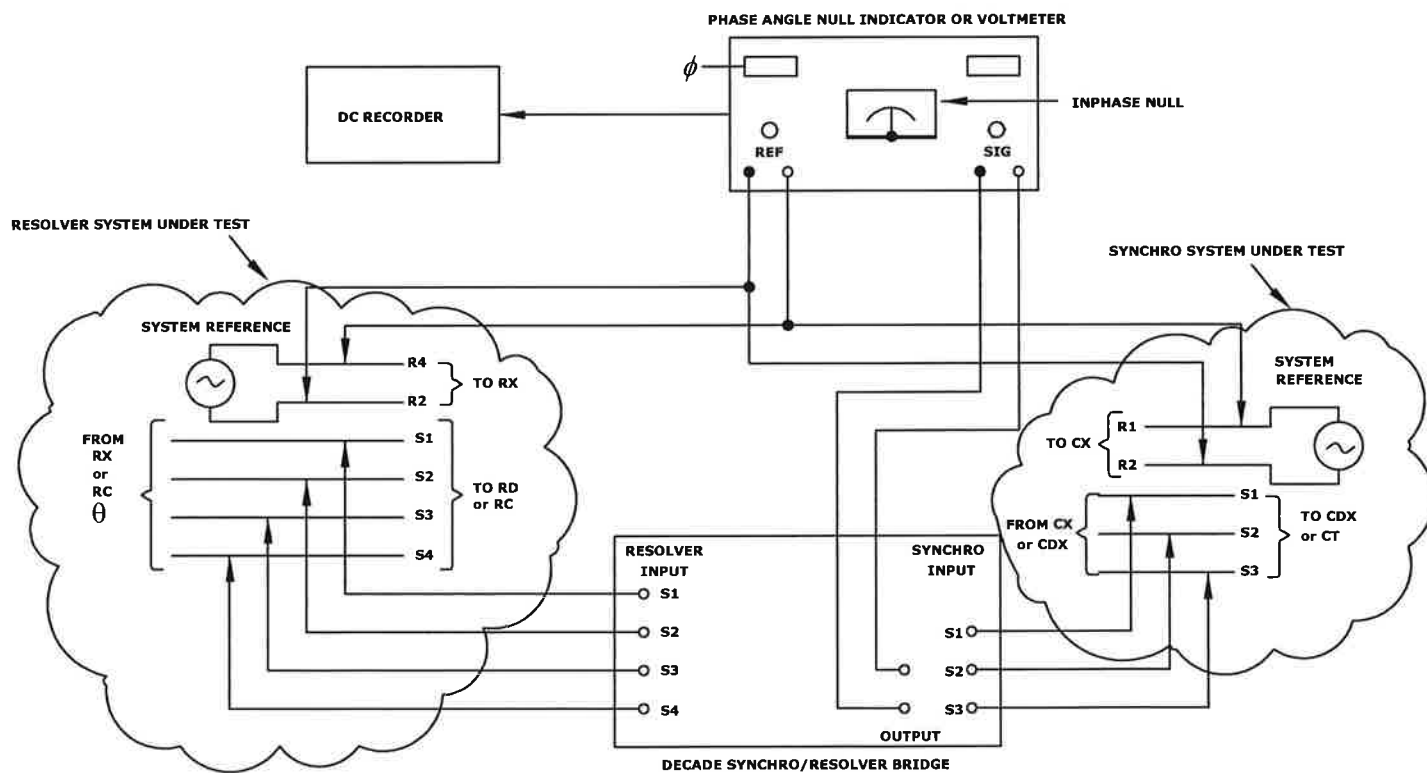 PHASE ANGLE NULL INDICATOR OR VOLTMETER
ϕ
DC RECORDER
INPHASE NULL
REF
SIG
RESOLVER SYSTEM UNDER TEST
SYNCHRO SYSTEM UNDER TEST
SYSTEM REFERENCE
R4
R2
TO RX
FROM
RX
or
RC
θ
S1
S2
S3
S4
TO RD
or RC
SYSTEM
REFERENCE
R1
R2
TO CX
FROM CX
or CDX
S1
S2
S3
TO CDX
or CT
RESOLVER
INPUT
S1
S2
S3
S4
SYNCHRO
INPUT
S1
S2
S3
OUTPUT
DECADE SYNCHRO/RESOLVER BRIDGE